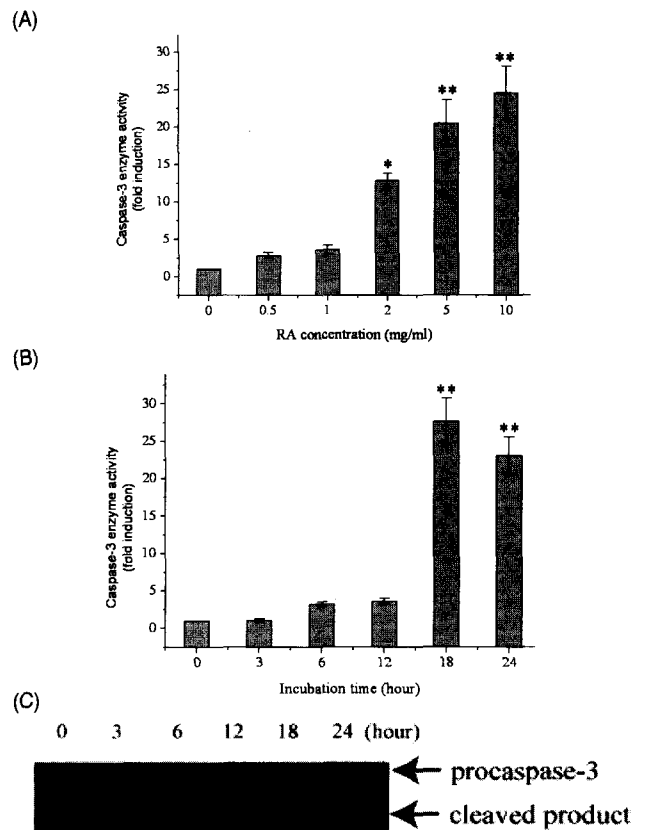 (A)
Caspase-3 enzyme activity
(fold induction)
30
25
20
15
10
5
0
*
**
**
0 0.5 1 2 5 10
RA concentration (mg/ml)
(B)
Caspase-3 enzyme activity
(fold induction)
30
25
20
15
10
5
0
**
**
0 3 6 12 18 24
Incubation time (hour)
(C)
0 3 6 12 18 24 (hour)
procaspase-3
cleaved product